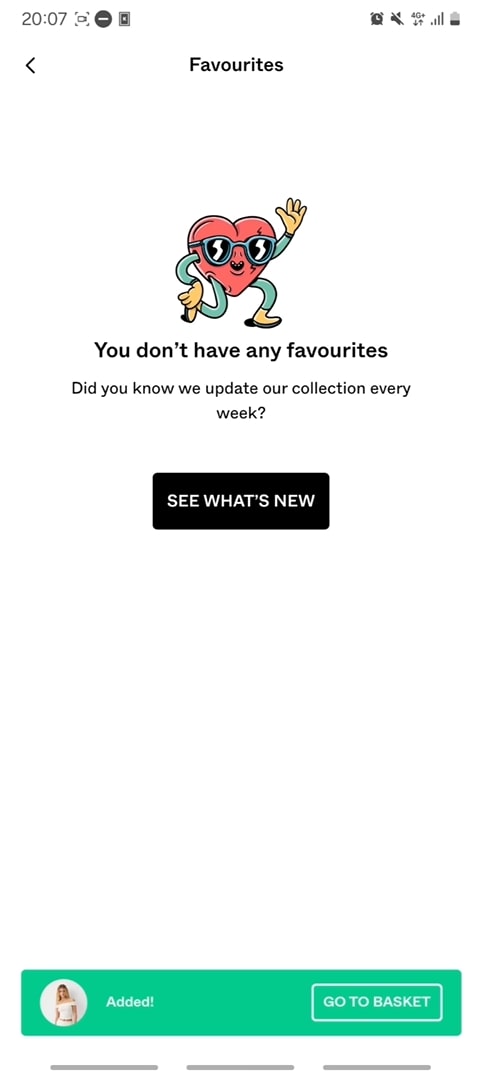 20:07
4G+
Favourites
You don’t have any favourites
Did you know we update our collection every
week?
SEE WHAT’S NEW
Added!
GO TO BASKET